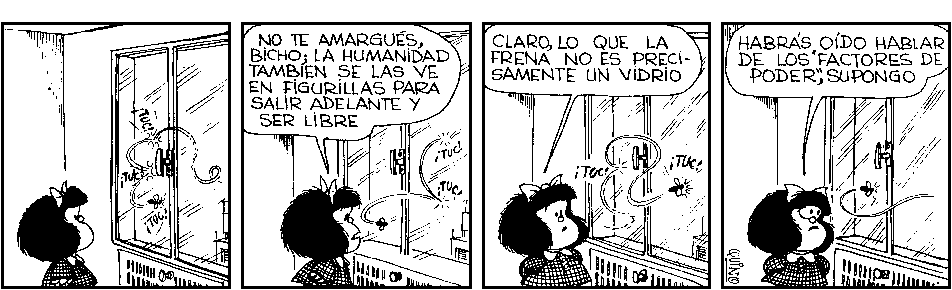 ¡TUC!
¡TUC!
¡TUC!
NO TE AMARGUÉS,
BICHO; LA HUMANIDAD
TAMBIÉN SE LAS VE
EN FIGURILLAS PARA
SALIR ADELANTE Y
SER LIBRE
¡TUC!
¡TUC!
CLARO, LO QUE LA
FRENA NO ES PRECI-
SAMENTE UN VIDRIO
¡TUC!
¡TUC!
HABRÁS OÍDO HABLAR
DE LOS "FACTORES DE
PODER", SUPONGO
QUINO